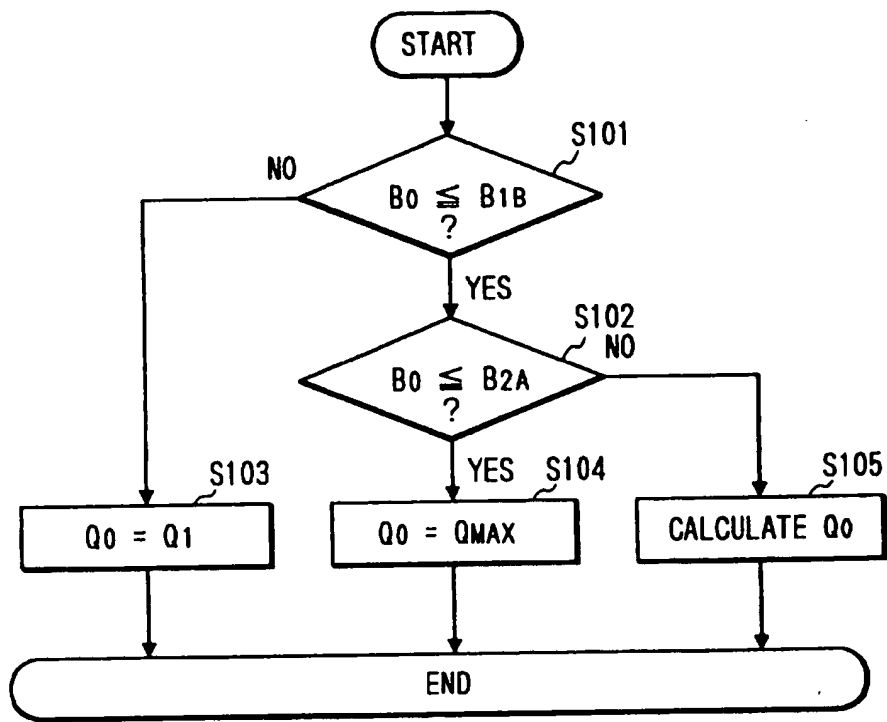 START
S101
NO
B0 ≦ B1B
?
YES
S102
NO
B0 ≦ B2A
?
YES
S103
S104
S105
Q0 = Q1
Q0 = QMAX
CALCULATE Q0
END